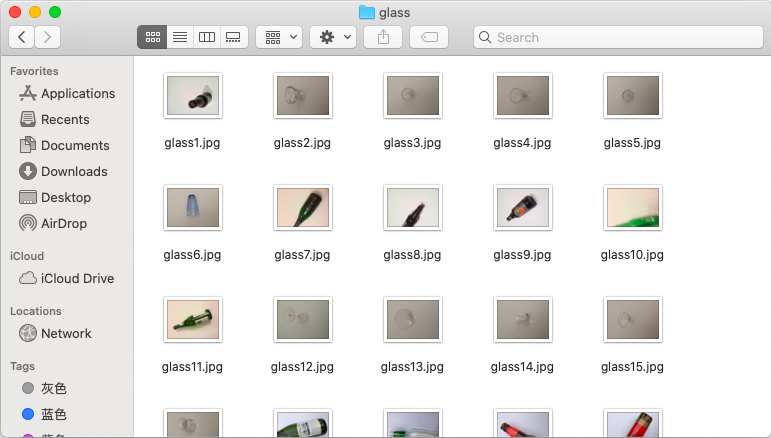 glass
Search
Favorites
Applications
Recents
Documents
Downloads
Desktop
AirDrop
iCloud
iCloud Drive
Locations
Network
Tags
灰色
蓝色
glass1.jpg
glass2.jpg
glass3.jpg
glass4.jpg
glass5.jpg
glass6.jpg
glass7.jpg
glass8.jpg
glass9.jpg
glass10.jpg
glass11.jpg
glass12.jpg
glass13.jpg
glass14.jpg
glass15.jpg